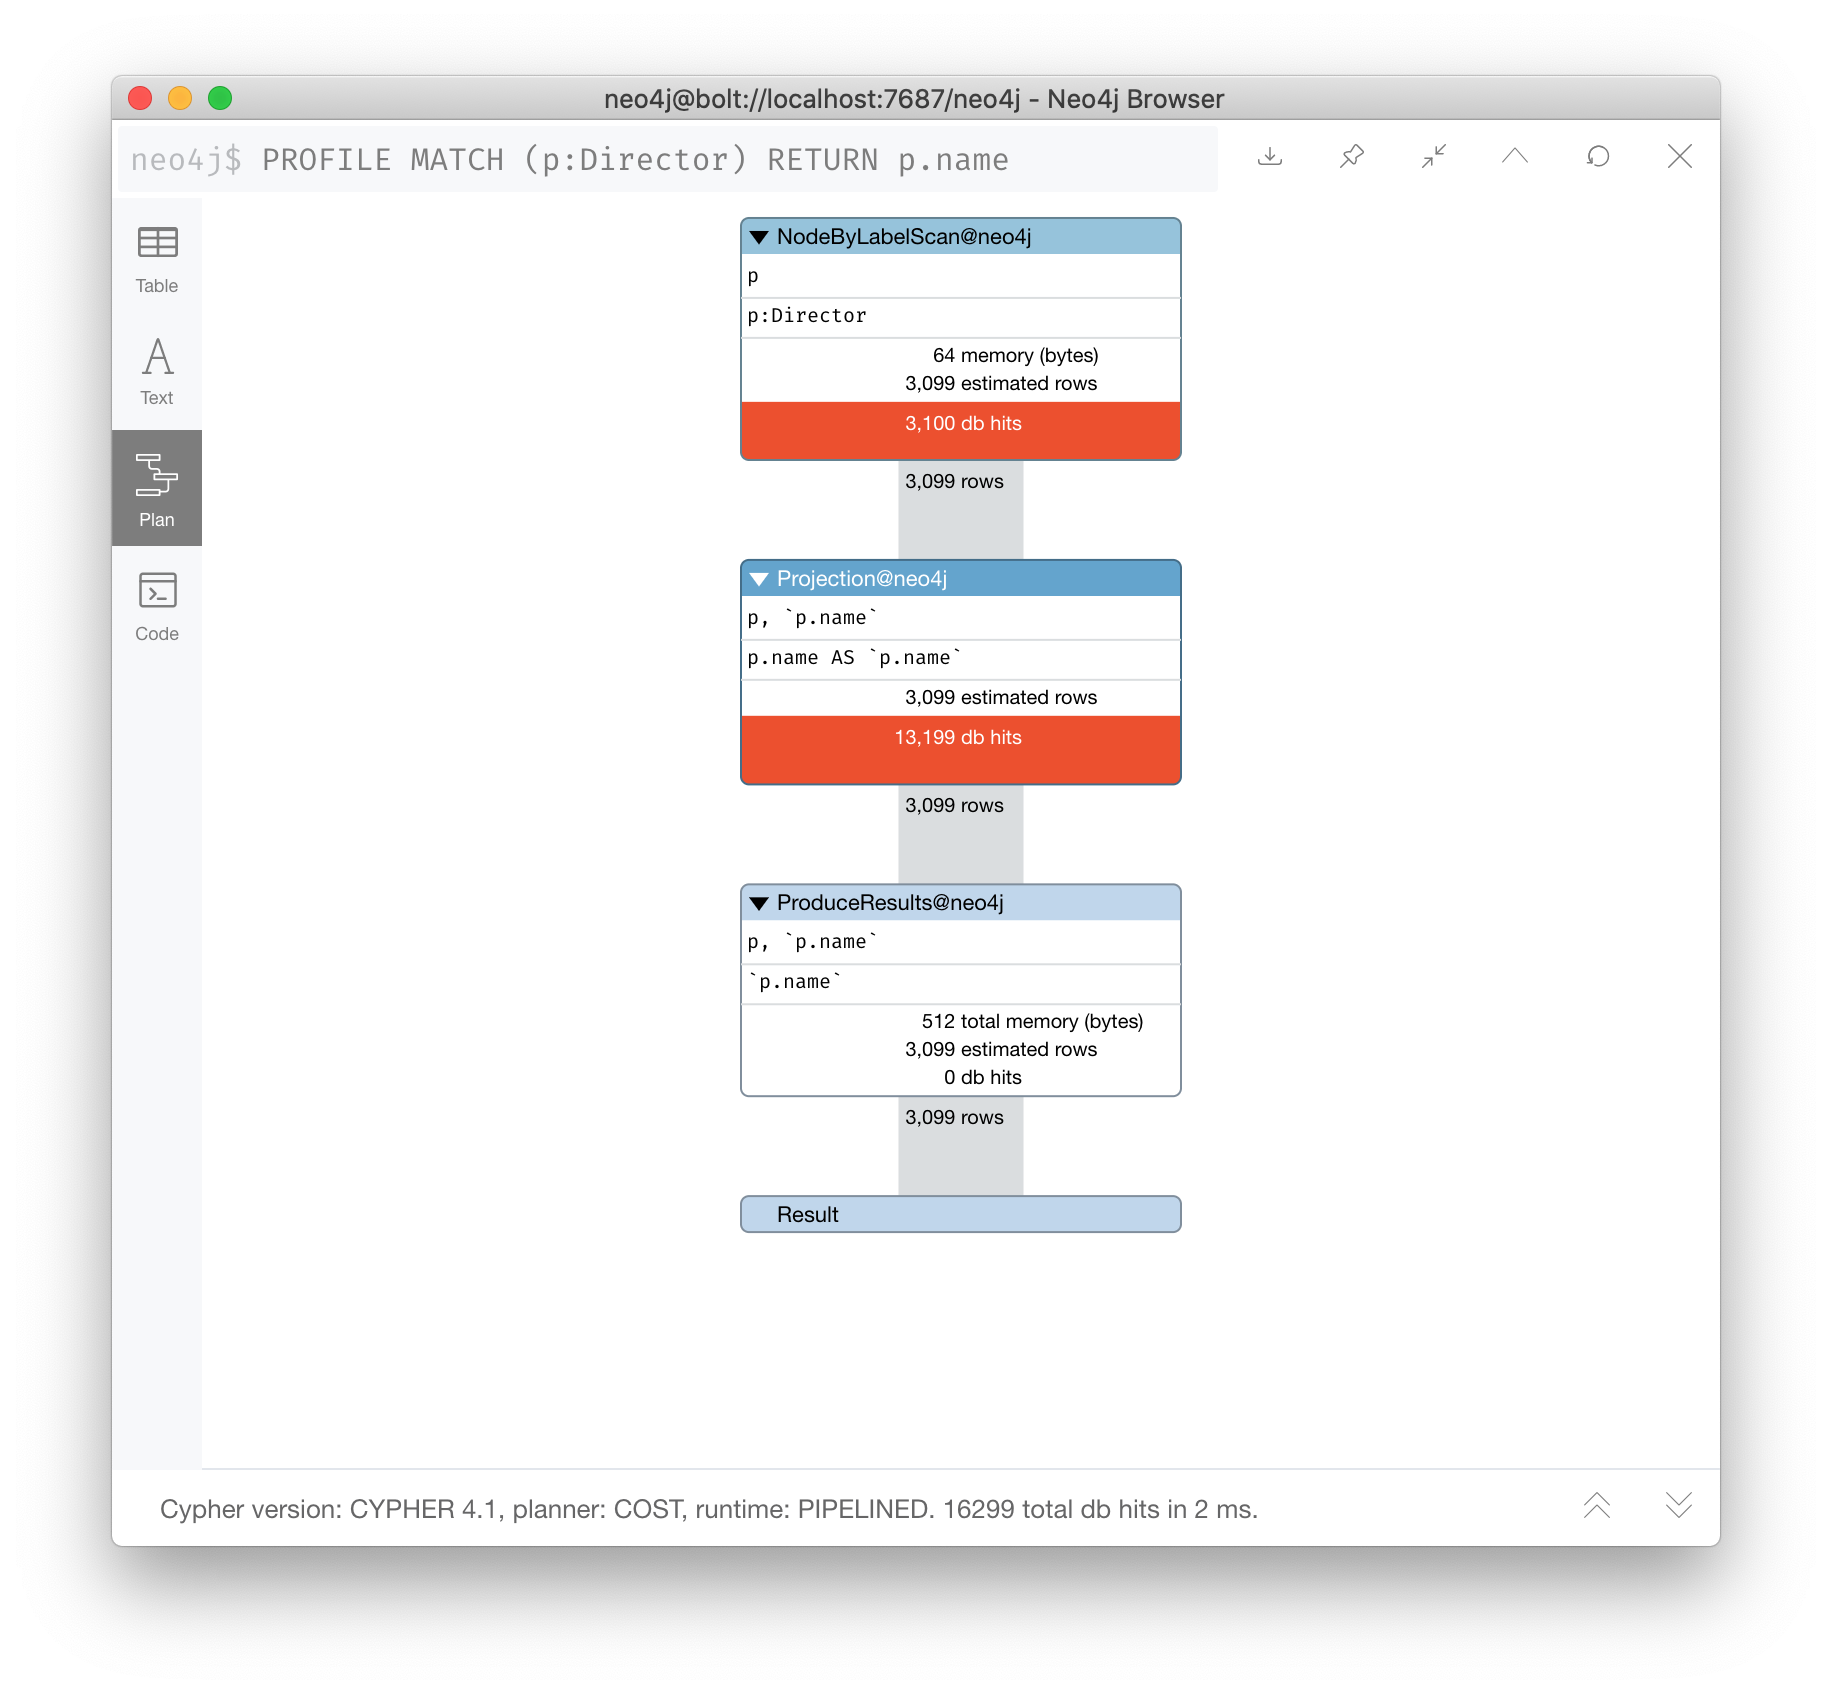 neo4j@bolt://localhost:7687/neo4j - Neo4j Browser
neo4j$ PROFILE MATCH (p:Director) RETURN p.name
Table
Text
Plan
Code
NodeByLabelScan@neo4j
p
p:Director
64 memory (bytes)
3,099 estimated rows
3,100 db hits
3,099 rows
Projection@neo4j
p, `p.name`
p.name AS `p.name`
3,099 estimated rows
13,199 db hits
3,099 rows
ProduceResults@neo4j
p, `p.name`
`p.name`
512 total memory (bytes)
3,099 estimated rows
0 db hits
3,099 rows
Result
Cypher version: CYPHER 4.1, planner: COST, runtime: PIPELINED. 16299 total db hits in 2 ms.